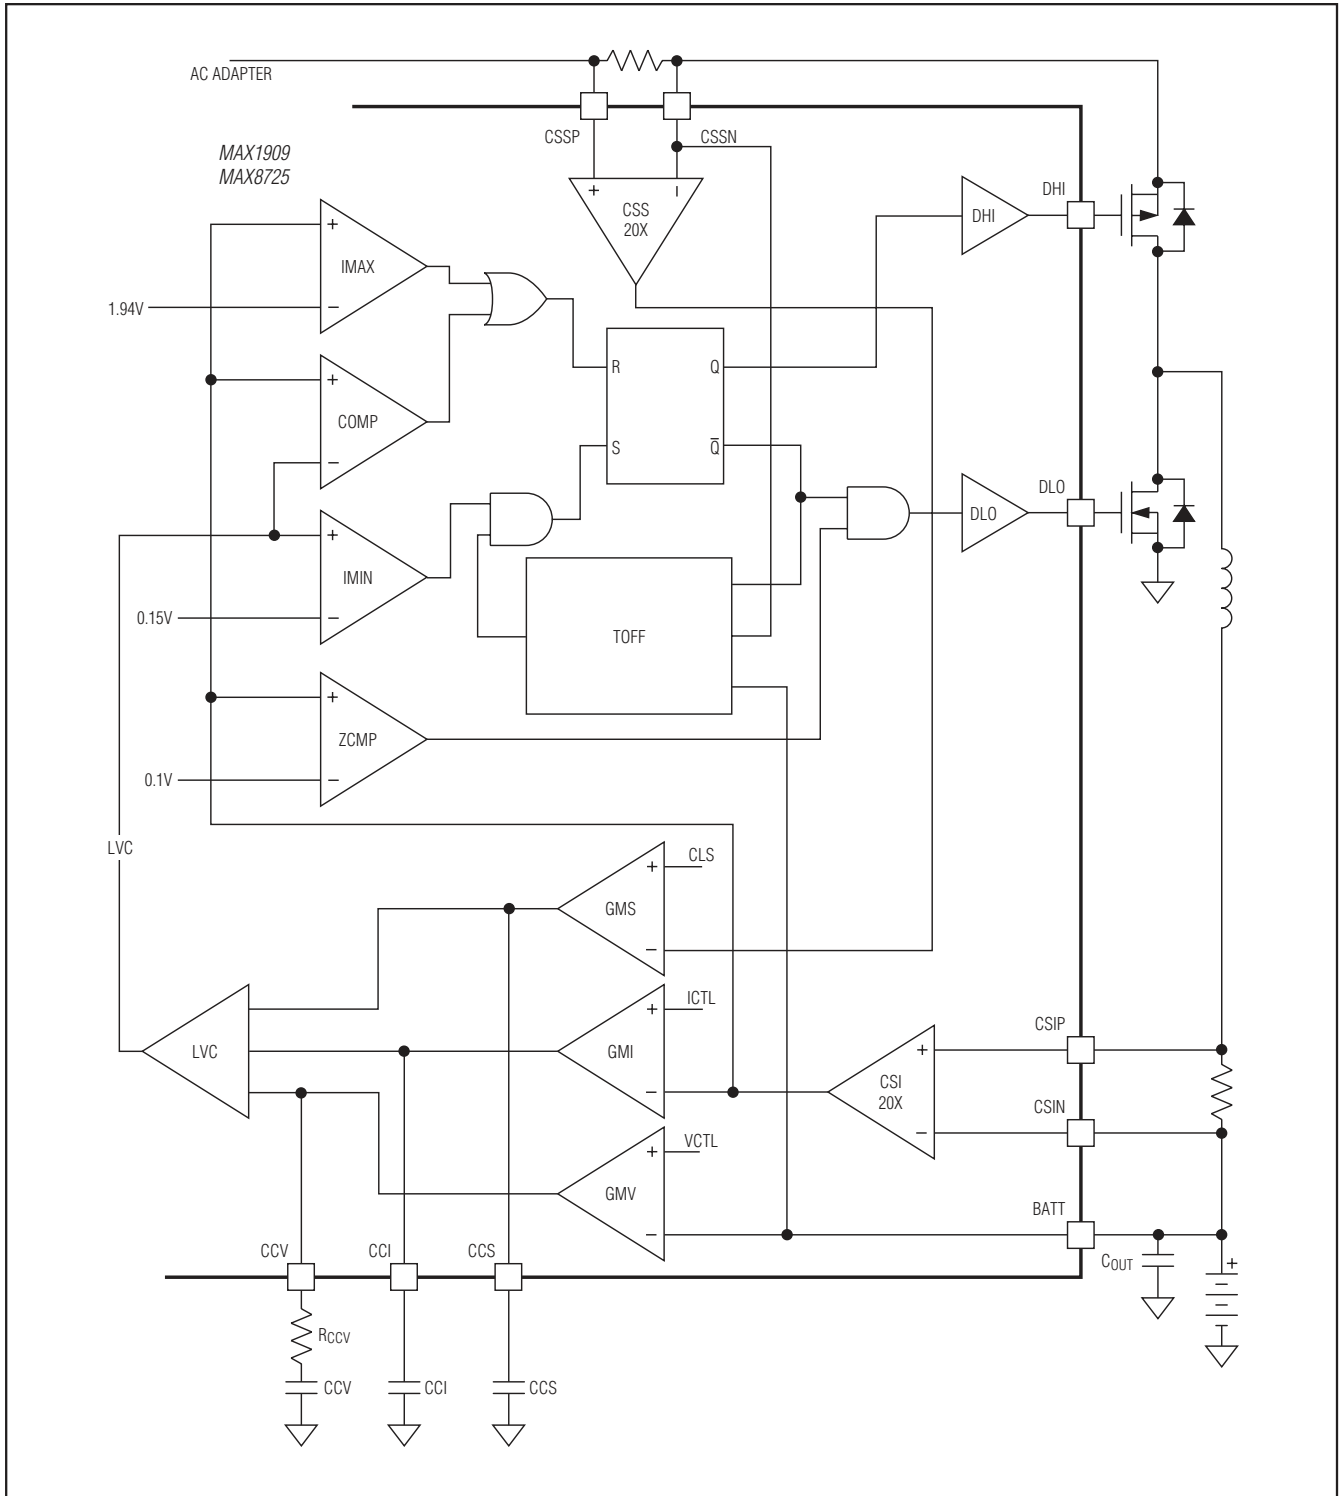 AC ADAPTER
CSSP
CSSN
MAX1909
MAX8725
+
−
CSS
20X
DHI
DHI
+
IMAX
−
1.94V
R
Q
S
Q̅
+
COMP
−
DLO
DLO
+
IMIN
−
0.15V
TOFF
+
ZCMP
−
0.1V
LVC
+
CLS
GMS
−
+
ICTL
GMI
−
LVC
CSIP
+
CSI
20X
−
CSIN
+
VCTL
GMV
−
BATT
CCV
CCI
CCS
COUT
+
RCCV
CCV
CCI
CCS